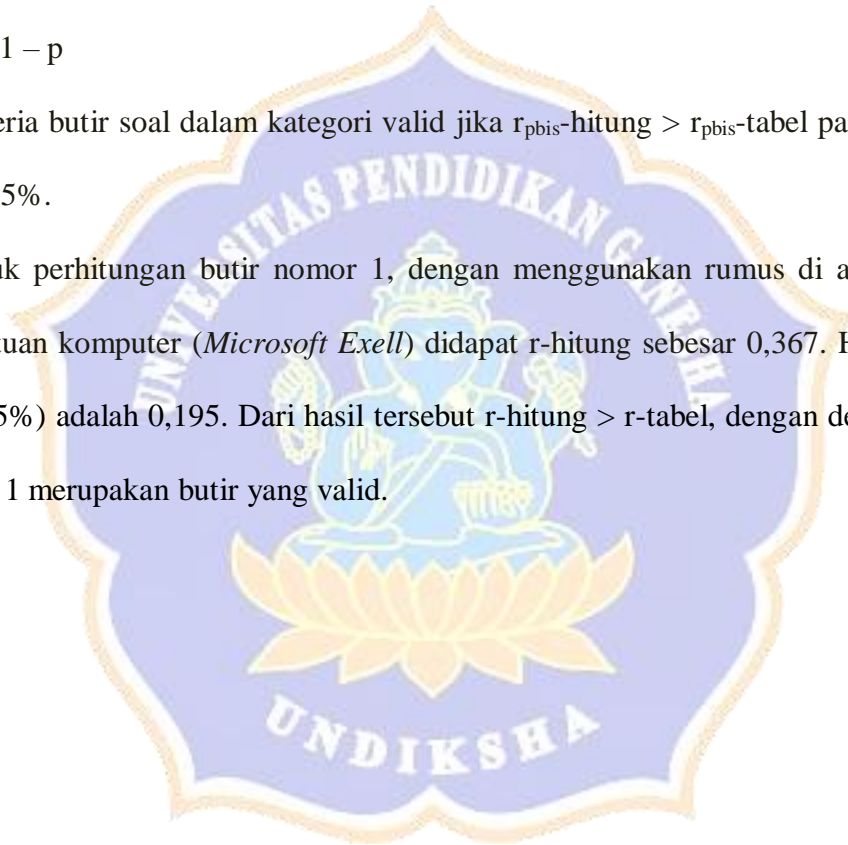 1 – p
eria butir soal dalam kategori valid jika rpbis-hitung > rpbis-tabel pa
5%.
uk perhitungan butir nomor 1, dengan menggunakan rumus di a
tuan komputer (Microsoft Exell) didapat r-hitung sebesar 0,367. H
5%) adalah 0,195. Dari hasil tersebut r-hitung > r-tabel, dengan de
1 merupakan butir yang valid.
UNIVERSITAS PENDIDIKAN GANESHA
UNDIKSHA